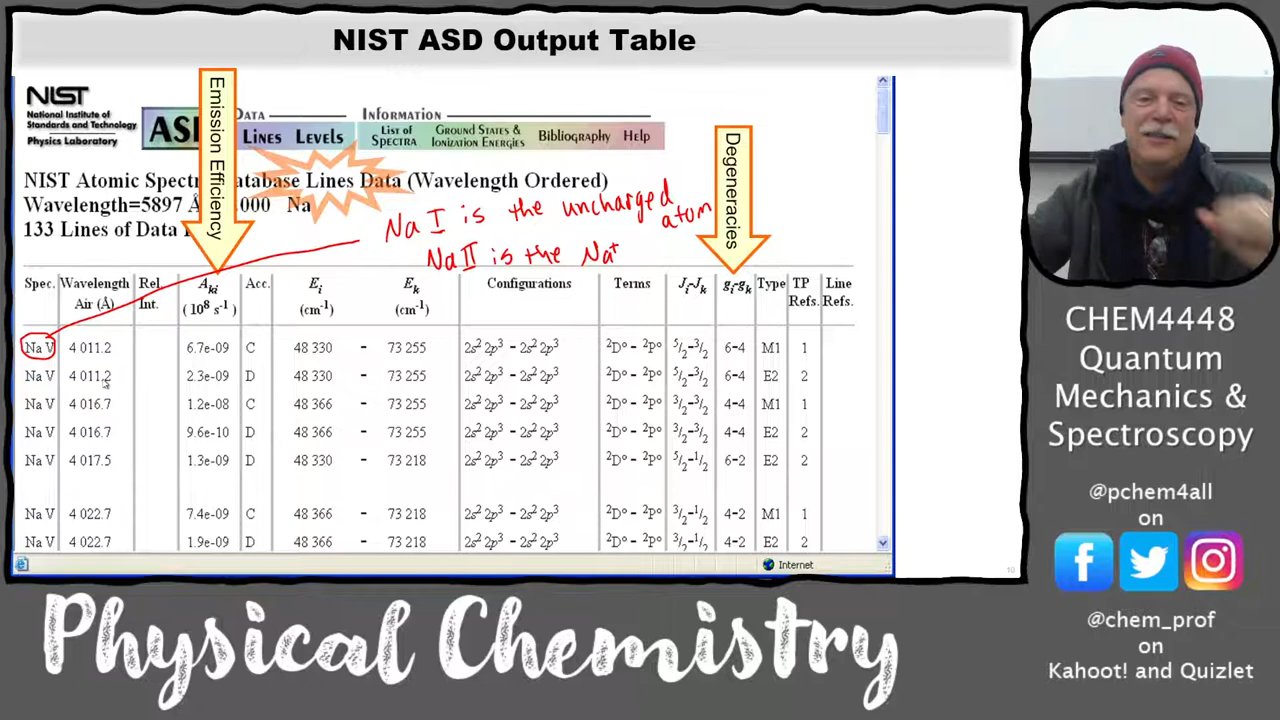 NIST ASD Output Table
NIST
National Institute of
Standards and Technology
Physics Laboratory
DATA
Information
Lines Levels
List of
SPECTRA
GROUND STATES &
IONIZATION ENERGIES
Bibliography
Help
Emission Efficiency
Degeneracies
Lines Data (Wavelength Ordered)
NIST Atomic
Wavelength=5897
Na
133 Lines of Data
Na I is the uncharged atom
Na II is the Na⁺
Spec. Wavelength Air (Å) Rel. Int. Aki (10⁸ s⁻¹) Acc. Ei (cm⁻¹) Ek (cm⁻¹) Configurations Terms Ji-Jk gi-gk Type TP Refs. Line Refs.
Na V 4 011.2 6.7e-09 C 48 330 - 73 255 2s² 2p³ - 2s² 2p³ ²D° - ²P° 5/2-3/2 6-4 M1 1
Na V 4 011.2 2.3e-09 D 48 330 - 73 255 2s² 2p³ - 2s² 2p³ ²D° - ²P° 5/2-3/2 6-4 E2 2
Na V 4 016.7 1.2e-08 C 48 366 - 73 255 2s² 2p³ - 2s² 2p³ ²D° - ²P° 3/2-3/2 4-4 M1 1
Na V 4 016.7 9.6e-10 D 48 366 - 73 255 2s² 2p³ - 2s² 2p³ ²D° - ²P° 3/2-3/2 4-4 E2 2
Na V 4 017.5 1.3e-09 D 48 330 - 73 218 2s² 2p³ - 2s² 2p³ ²D° - ²P° 5/2-1/2 6-2 E2 2
Na V 4 022.7 7.4e-09 C 48 366 - 73 218 2s² 2p³ - 2s² 2p³ ²D° - ²P° 3/2-1/2 4-2 M1 1
Na V 4 022.7 1.9e-09 D 48 366 - 73 218 2s² 2p³ - 2s² 2p³ ²D° - ²P° 3/2-1/2 4-2 E2 2
Internet
10
CHEM4448
Quantum
Mechanics &
Spectroscopy
@pchem4all
on
@chem_prof
on
Kahoot! and Quizlet
Physical Chemistry